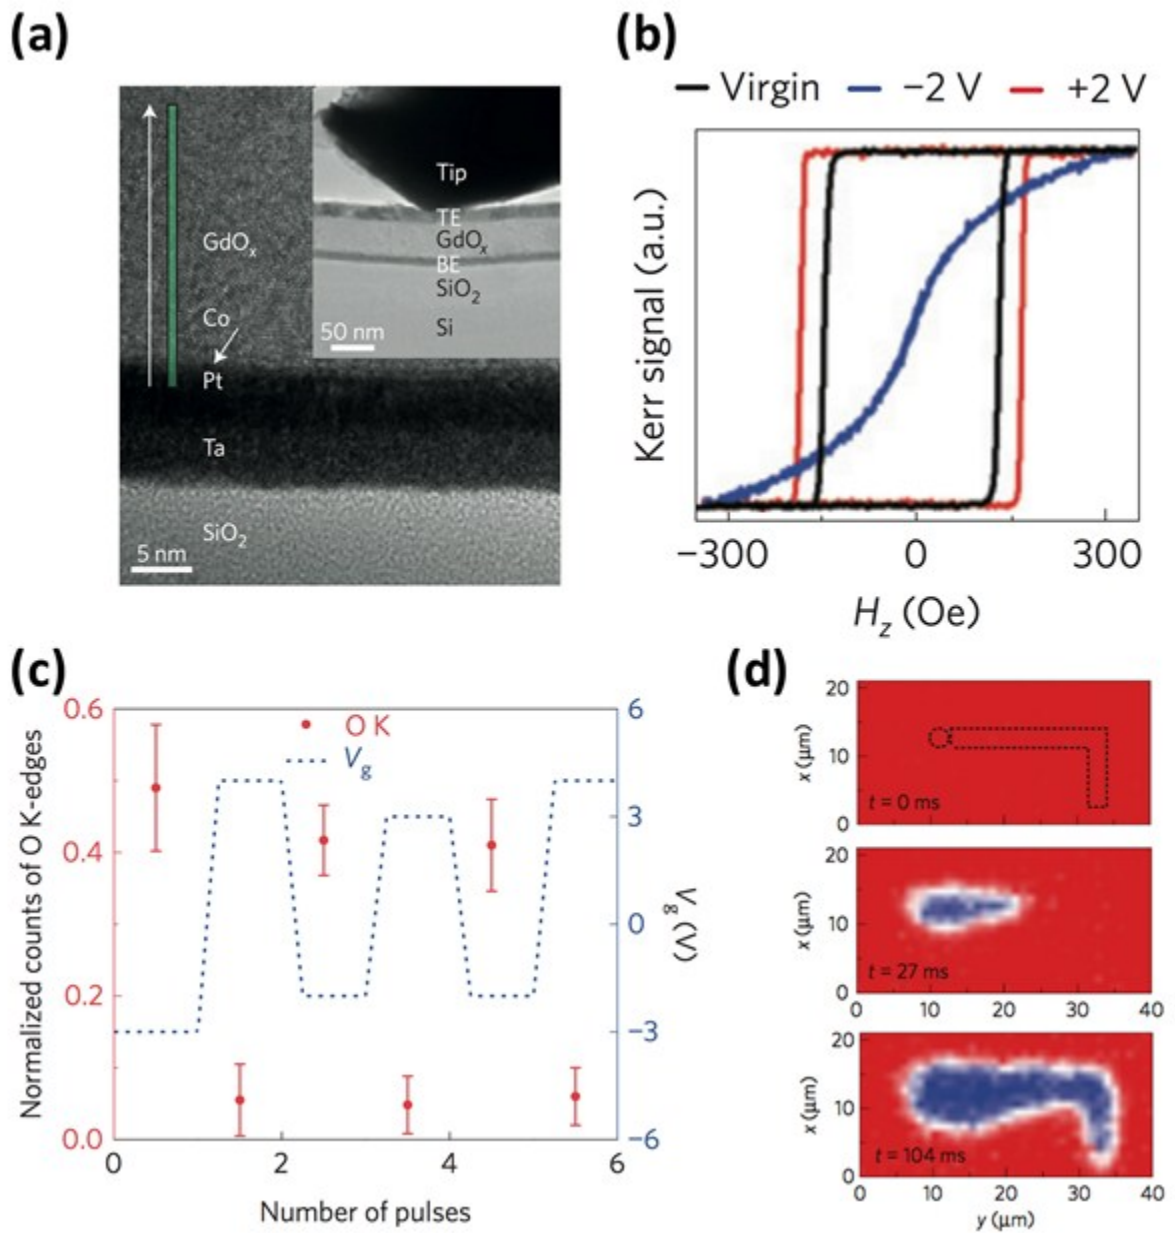 (a)
Tip
TE
GdOₓ
BE
SiO₂
Si
50 nm
GdOₓ
Co
Pt
Ta
SiO₂
5 nm
(b)
Virgin −2 V +2 V
Kerr signal (a.u.)
−300 0 300
H_z (Oe)
(c)
0.6
0.4
0.2
0.0
Normalized counts of O K-edges
O K
V_g
6
3
0
−3
−6
V_g (V)
0 2 4 6
Number of pulses
(d)
20
10
0
x (μm)
t = 0 ms
20
10
0
x (μm)
t = 27 ms
0 10 20 30 40
20
10
0
x (μm)
t = 104 ms
0 10 20 30 40
y (μm)